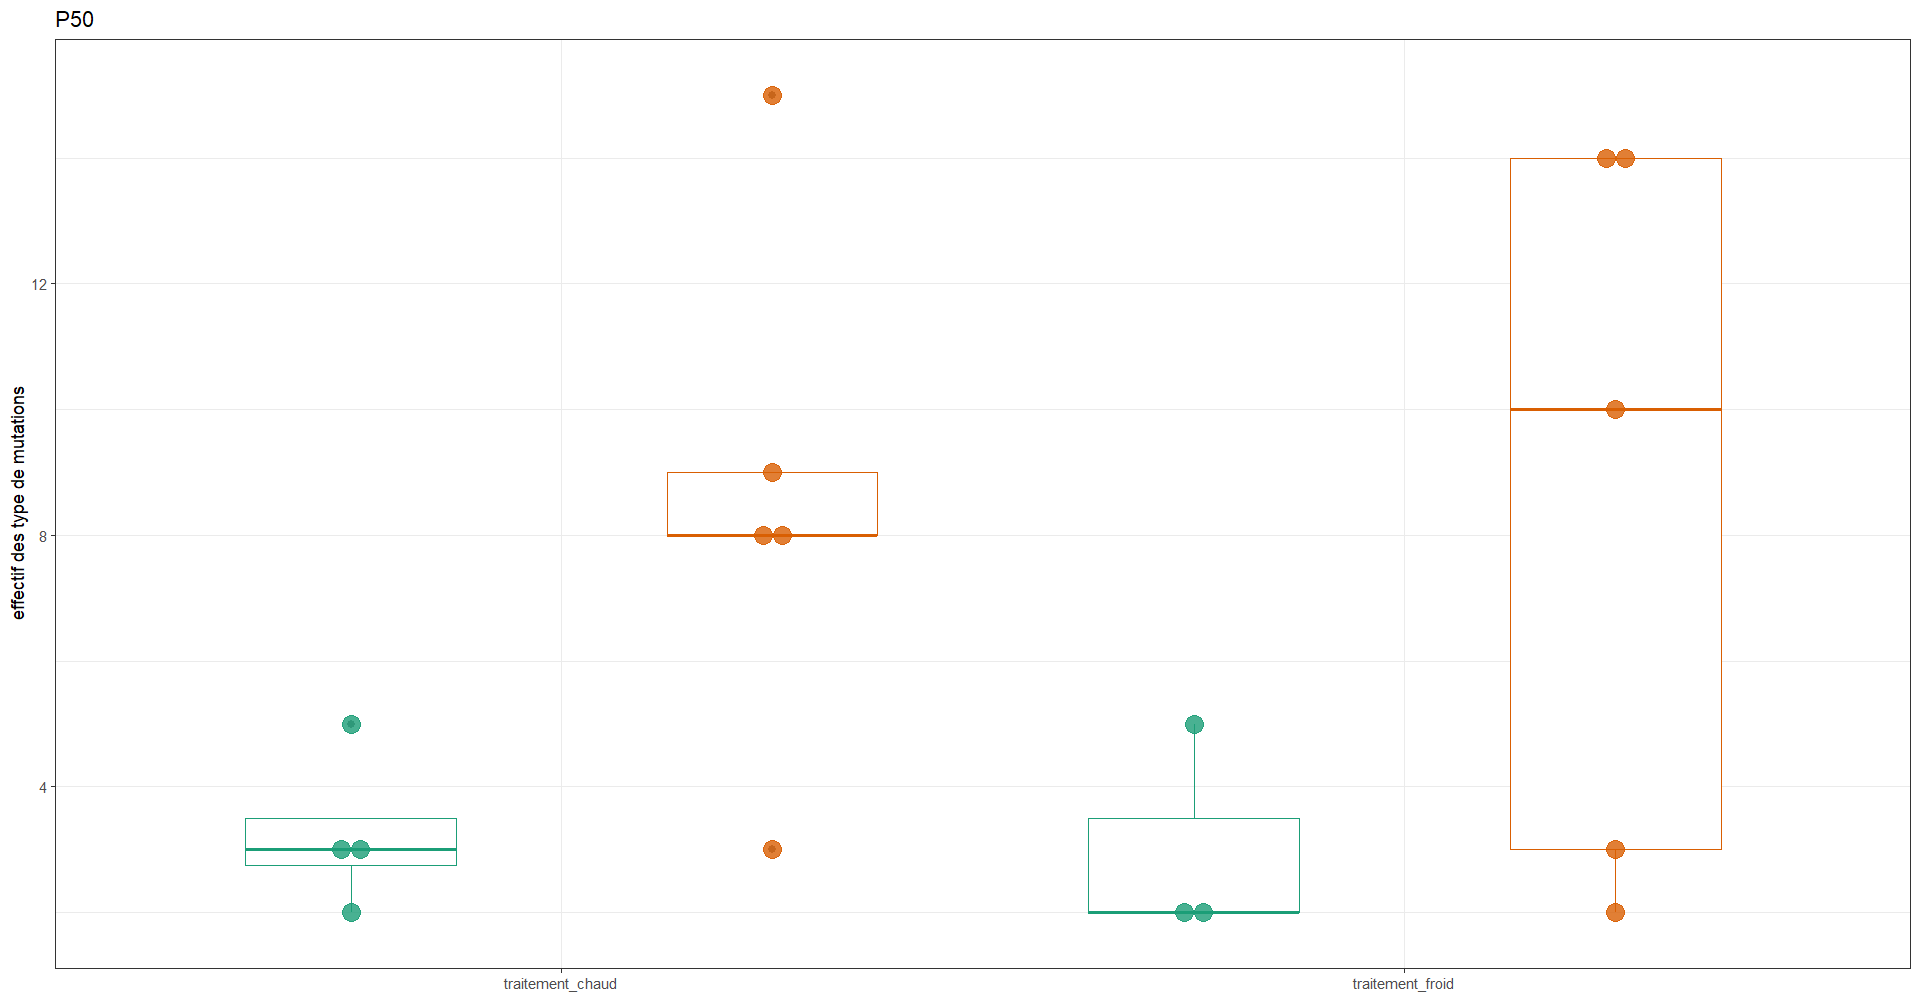 P50
effectif des type de mutations
12
8
4
traitement_chaud
traitement_froid